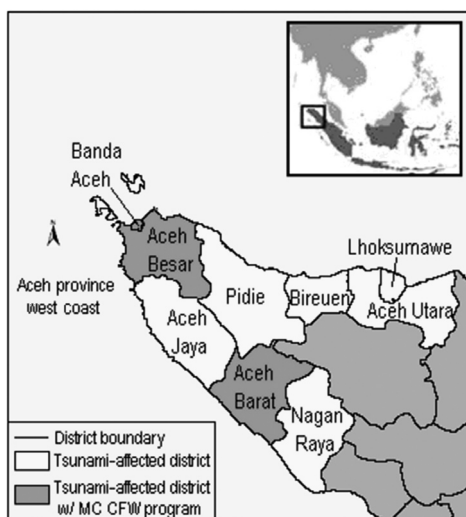 Banda
Aceh
Aceh
Besar
Aceh province
west coast
Pidie
Bireuen
Lhoksumawe
Aceh Utara
Aceh
Jaya
Aceh
Barat
Nagan
Raya
District boundary
Tsunami-affected district
Tsunami-affected district
w/ MC CFW program